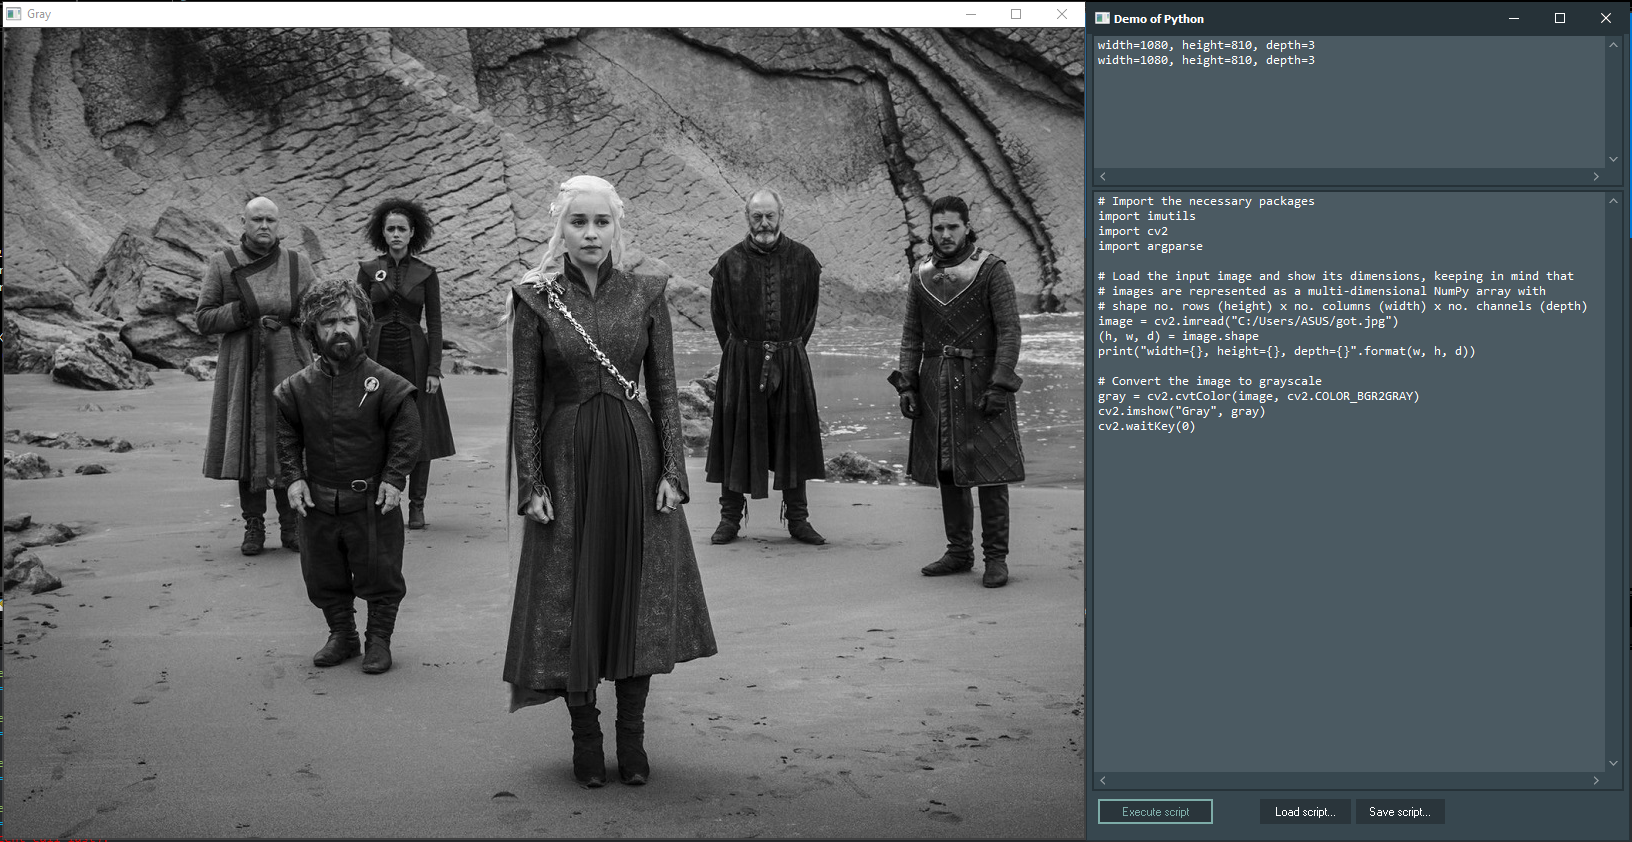 Gray
Demo of Python
width=1080, height=810, depth=3
width=1080, height=810, depth=3
# Import the necessary packages
import imutils
import cv2
import argparse
# Load the input image and show its dimensions, keeping in mind that
# images are represented as a multi-dimensional NumPy array with
# shape no. rows (height) x no. columns (width) x no. channels (depth)
image = cv2.imread("C:/Users/ASUS/got.jpg")
(h, w, d) = image.shape
print("width={}, height={}, depth={}".format(w, h, d))
# Convert the image to grayscale
gray = cv2.cvtColor(image, cv2.COLOR_BGR2GRAY)
cv2.imshow("Gray", gray)
cv2.waitKey(0)
Execute script
Load script...
Save script...